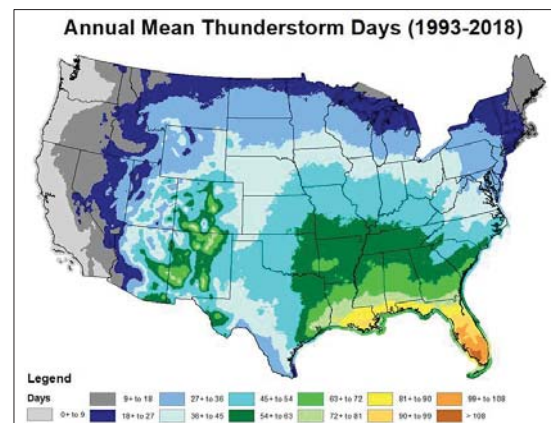 Annual Mean Thunderstorm Days (1993-2018)
Legend
Days
0+ to 9
9+ to 18
18+ to 27
27+ to 36
36+ to 45
45+ to 54
54+ to 63
63+ to 72
72+ to 81
81+ to 90
90+ to 99
99+ to 108
> 108